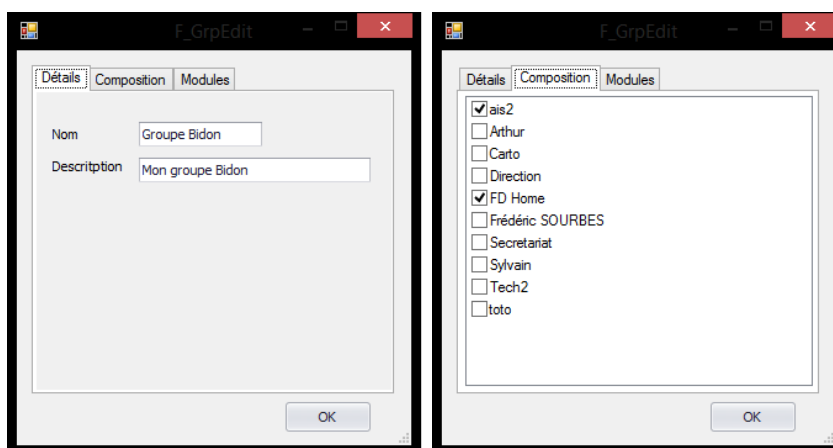 F_GrpEdit
Détails Composition Modules
Nom Groupe Bidon
Descritption Mon groupe Bidon
OK
F_GrpEdit
Détails Composition Modules
ais2
Arthur
Carto
Direction
FD Home
Frédéric SOURBES
Secretariat
Sylvain
Tech2
toto
OK